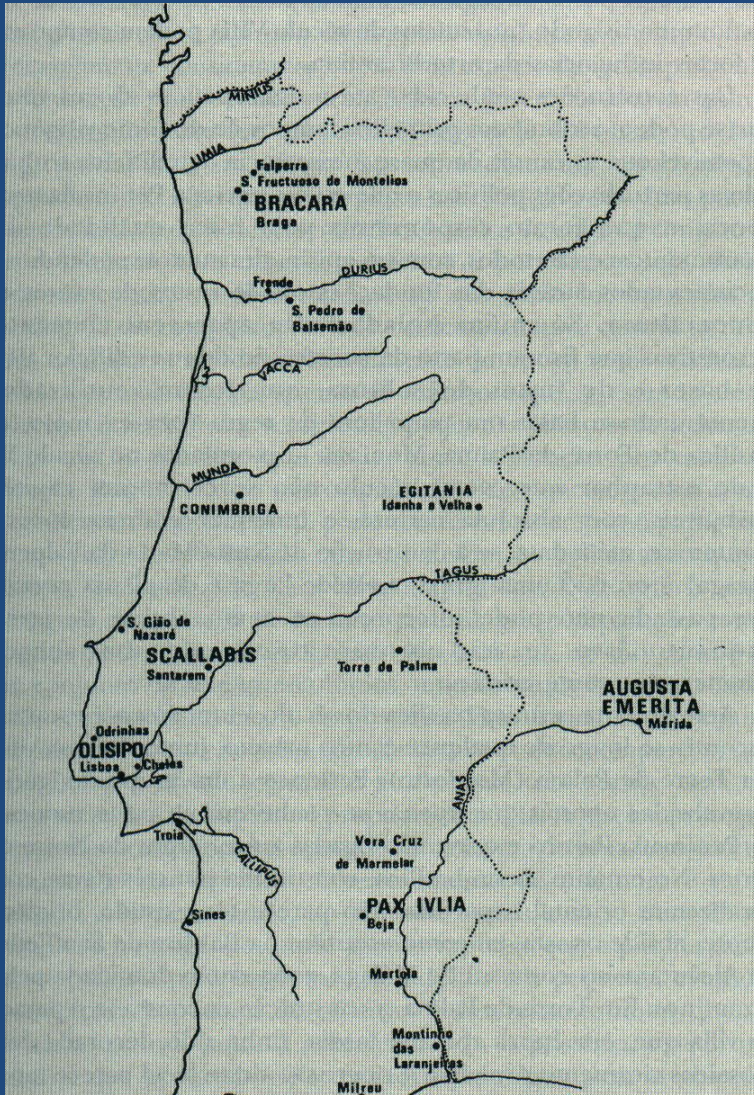 MINIUS
LIMIA
Falperra
S. Fructuoso de Montelios
BRACARA
Braga
DURIUS
Frende
S. Pedro de
Balsemão
ACCA
MUNDA
CONIMBRIGA
EGITANIA
Idanha a Velha
TAGUS
S. Gião de
Nazaré
SCALLABIS
Santarem
Torre de Palma
AUGUSTA
EMERITA
Mérida
Odrinhas
OLISIPO
Lisboa
Chelas
ANAS
Troia
CALLIPUS
Vera Cruz
de Marmelar
PAX IVLIA
Beja
Sines
Mertola
Montinho
das
Laranjeiras
Milreu